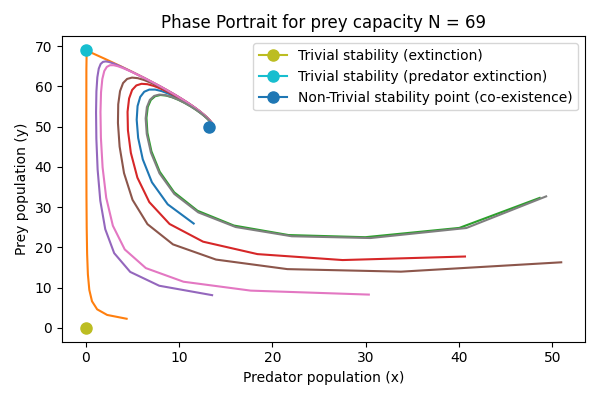 Phase Portrait for prey capacity N = 69
Trivial stability (extinction)
Trivial stability (predator extinction)
Non-Trivial stability point (co-existence)
Prey population (y)
70
60
50
40
30
20
10
0
0 10 20 30 40 50
Predator population (x)